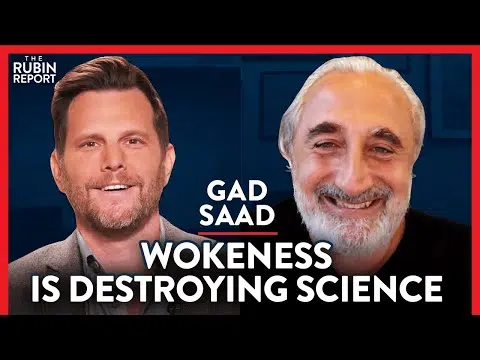 THE
RUBIN
REPORT
GAD
SAAD
WOKENESS
IS DESTROYING SCIENCE